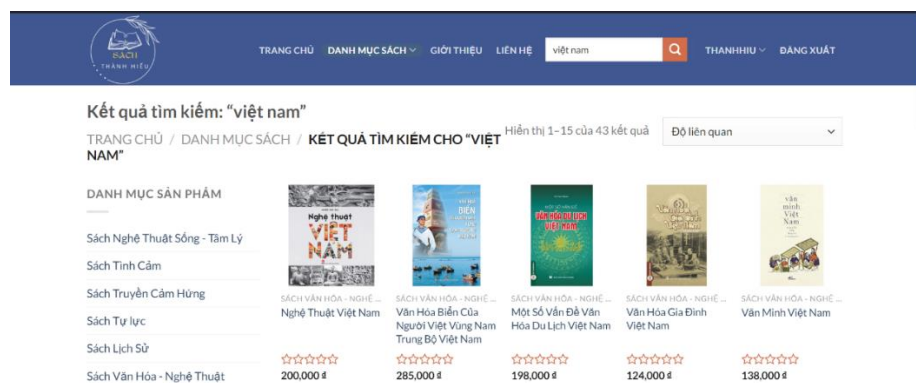 SÁCH
THÀNH HIẾU
TRANG CHỦ DANH MỤC SÁCH GIỚI THIỆU LIÊN HỆ việt nam THANHHIU ĐĂNG XUẤT
Kết quả tìm kiếm: “việt nam”
TRANG CHỦ / DANH MỤC SÁCH / KẾT QUẢ TÌM KIẾM CHO “VIỆT
NAM”
Hiển thị 1–15 của 43 kết quả
Độ liên quan
DANH MỤC SẢN PHẨM
Sách Nghệ Thuật Sống - Tâm Lý
Sách Tình Cảm
Sách Truyền Cảm Hứng
Sách Tự lực
Sách Lịch Sử
Sách Văn Hóa - Nghệ Thuật
Nghệ thuật
VIỆT
NAM
SÁCH VĂN HÓA - NGHỆ ...
Nghệ Thuật Việt Nam
200,000 ₫
BIỂN
SÁCH VĂN HÓA - NGHỆ ...
Văn Hóa Biển Của
Người Việt Vùng Nam
Trung Bộ Việt Nam
285,000 ₫
MỘT SỐ VẤN ĐỀ
VĂN HÓA DU LỊCH
VIỆT NAM
SÁCH VĂN HÓA - NGHỆ ...
Một Số Vấn Đề Văn
Hóa Du Lịch Việt Nam
198,000 ₫
SÁCH VĂN HÓA - NGHỆ ...
Văn Hóa Gia Đình
Việt Nam
124,000 ₫
văn
minh
Việt
Nam
SÁCH VĂN HÓA - NGHỆ ...
Văn Minh Việt Nam
138,000 ₫